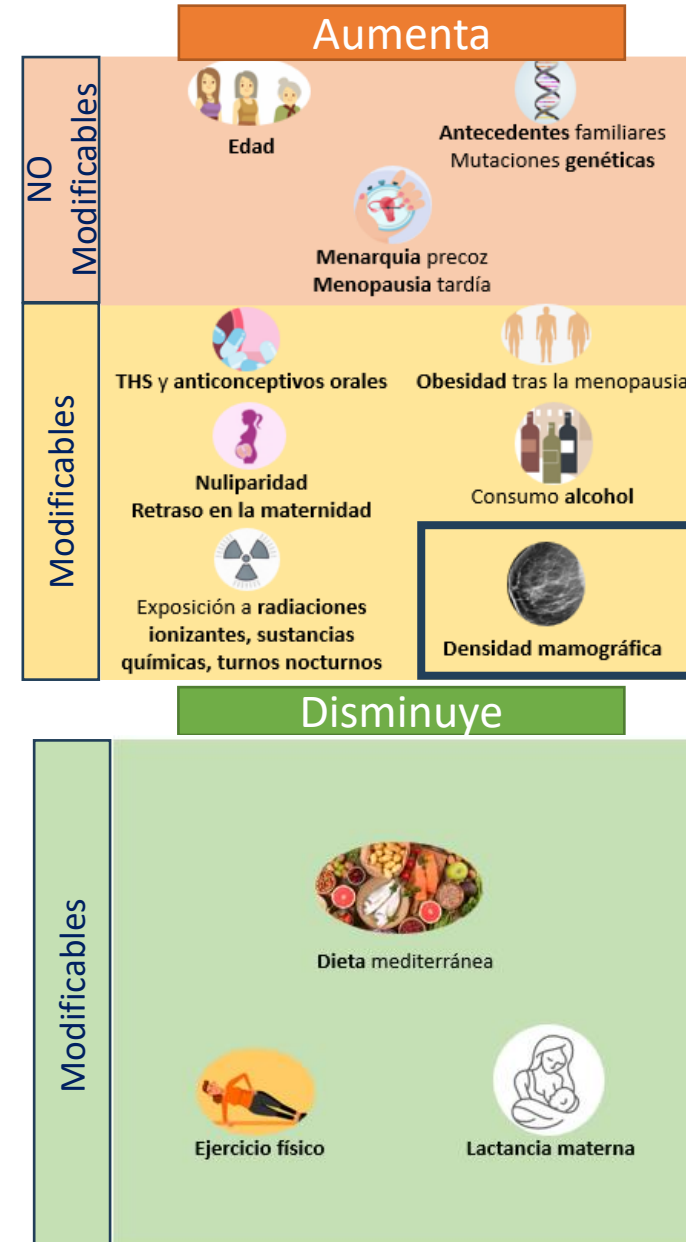 Aumenta
NO
Modificables
Edad
Antecedentes familiares
Mutaciones genéticas
Menarquia precoz
Menopausia tardía
Modificables
THS y anticonceptivos orales
Obesidad tras la menopausia
Nuliparidad
Retraso en la maternidad
Consumo alcohol
Exposición a radiaciones
ionizantes, sustancias
químicas, turnos nocturnos
Densidad mamográfica
Disminuye
Modificables
Dieta mediterránea
Ejercicio físico
Lactancia materna